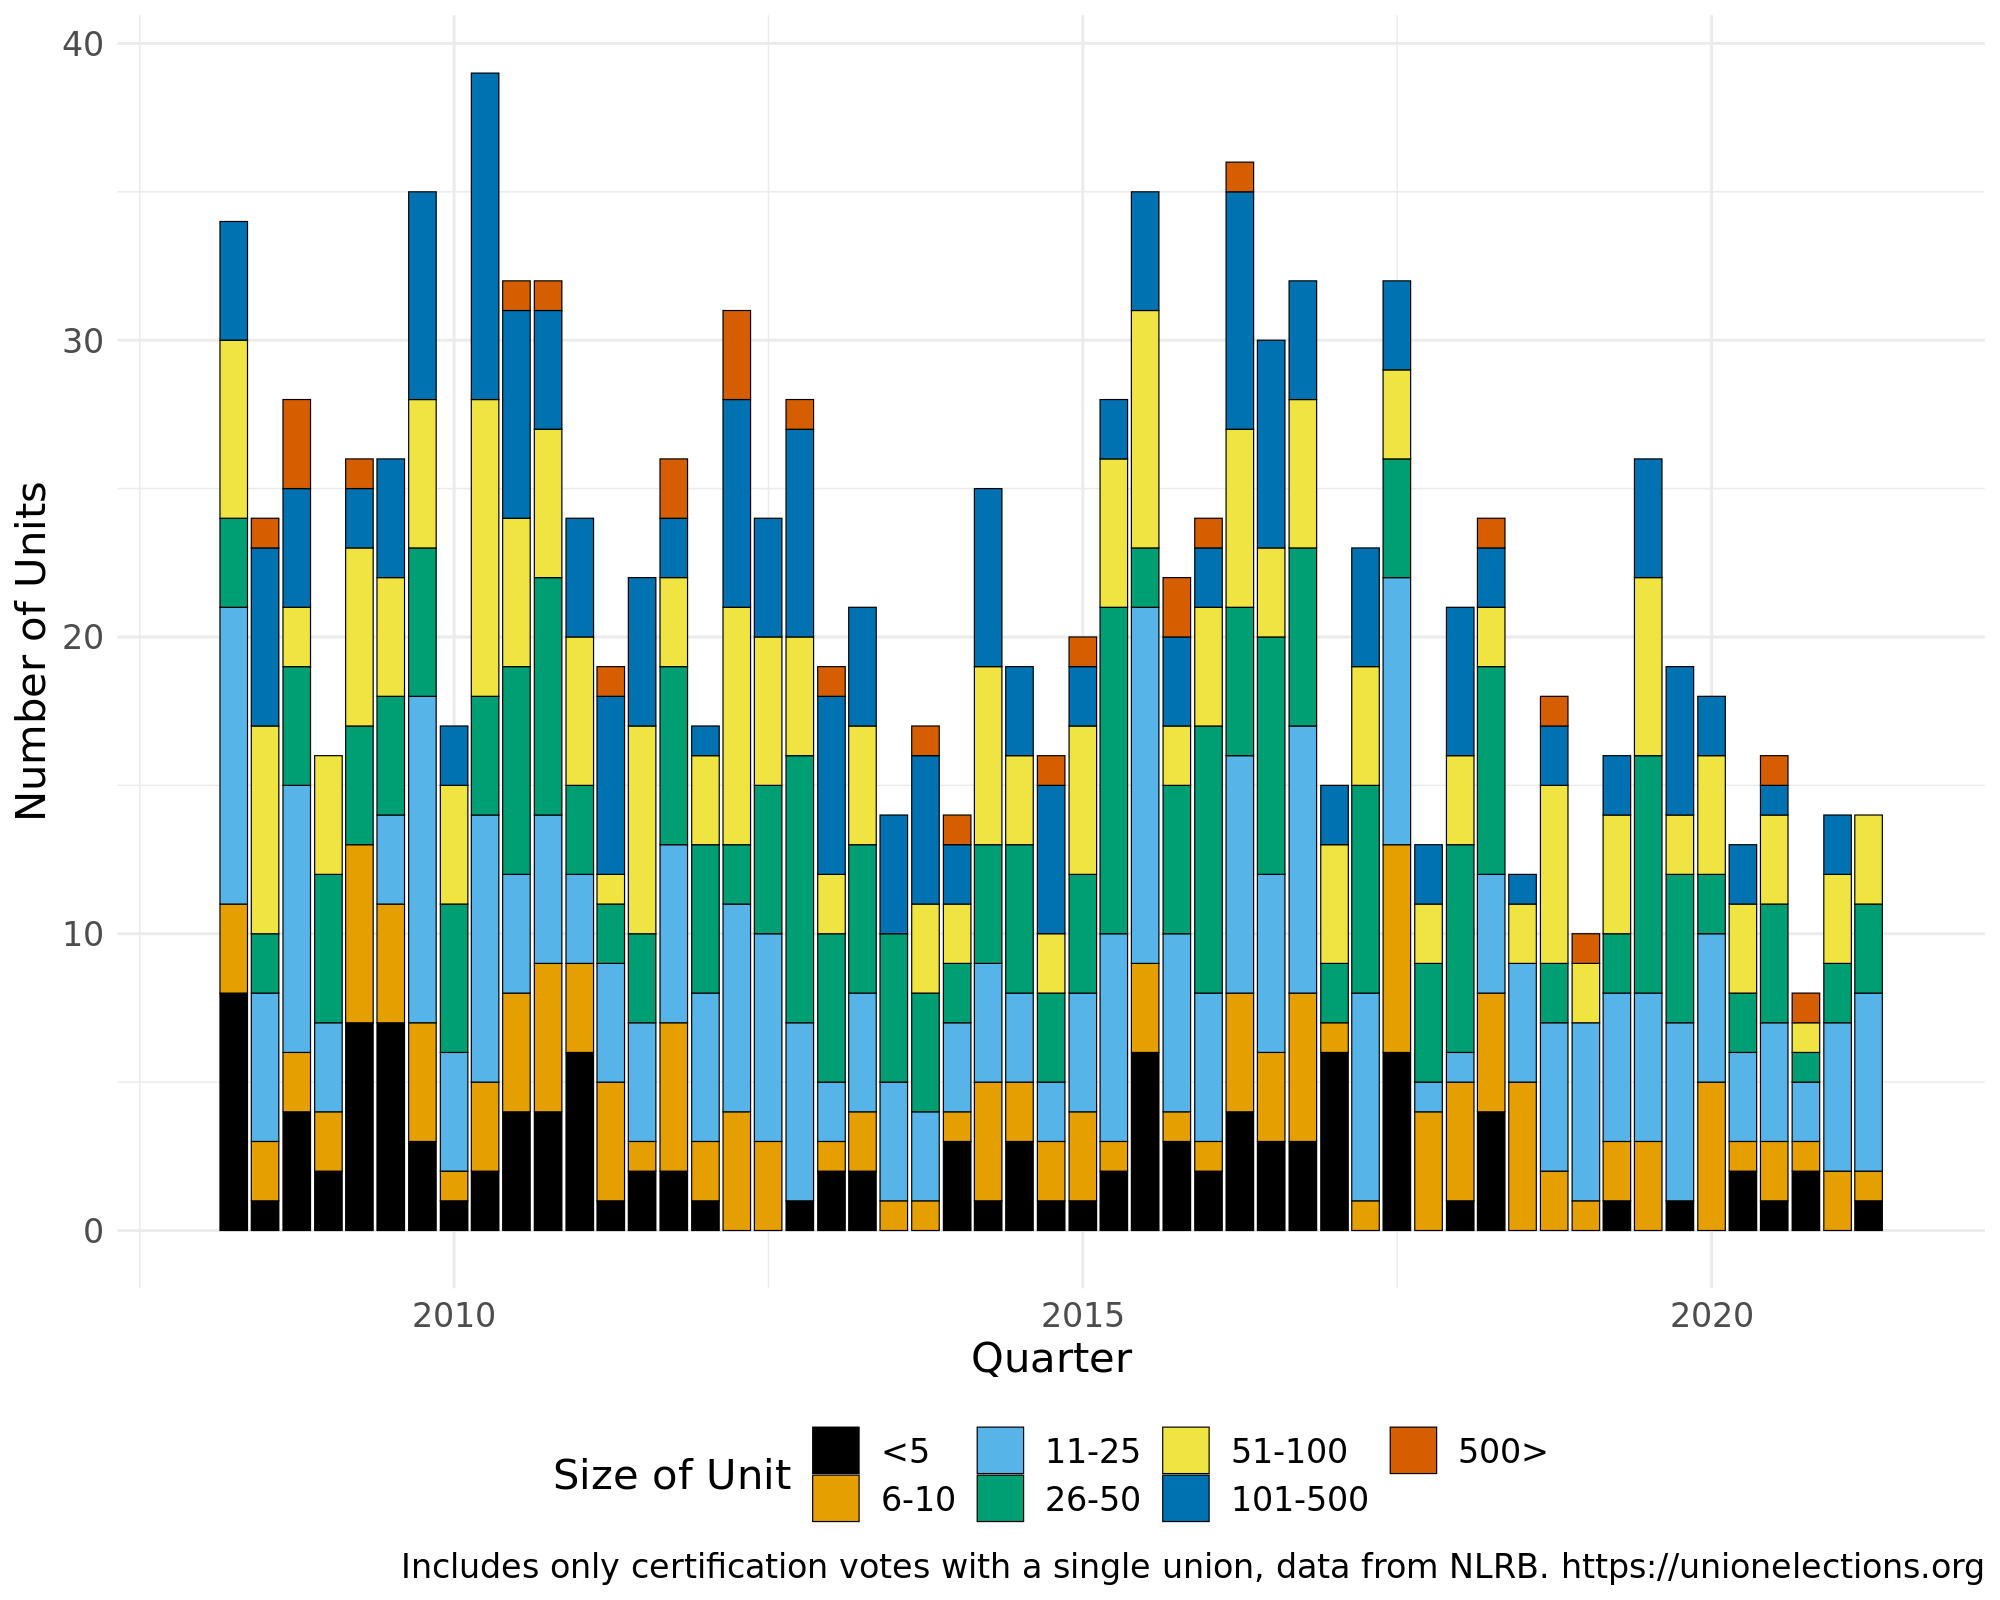 40
30
20
10
0
Number of Units
2010 2015 2020
Quarter
Size of Unit
<5 11-25 51-100 500>
6-10 26-50 101-500
Includes only certification votes with a single union, data from NLRB. https://unionelections.org